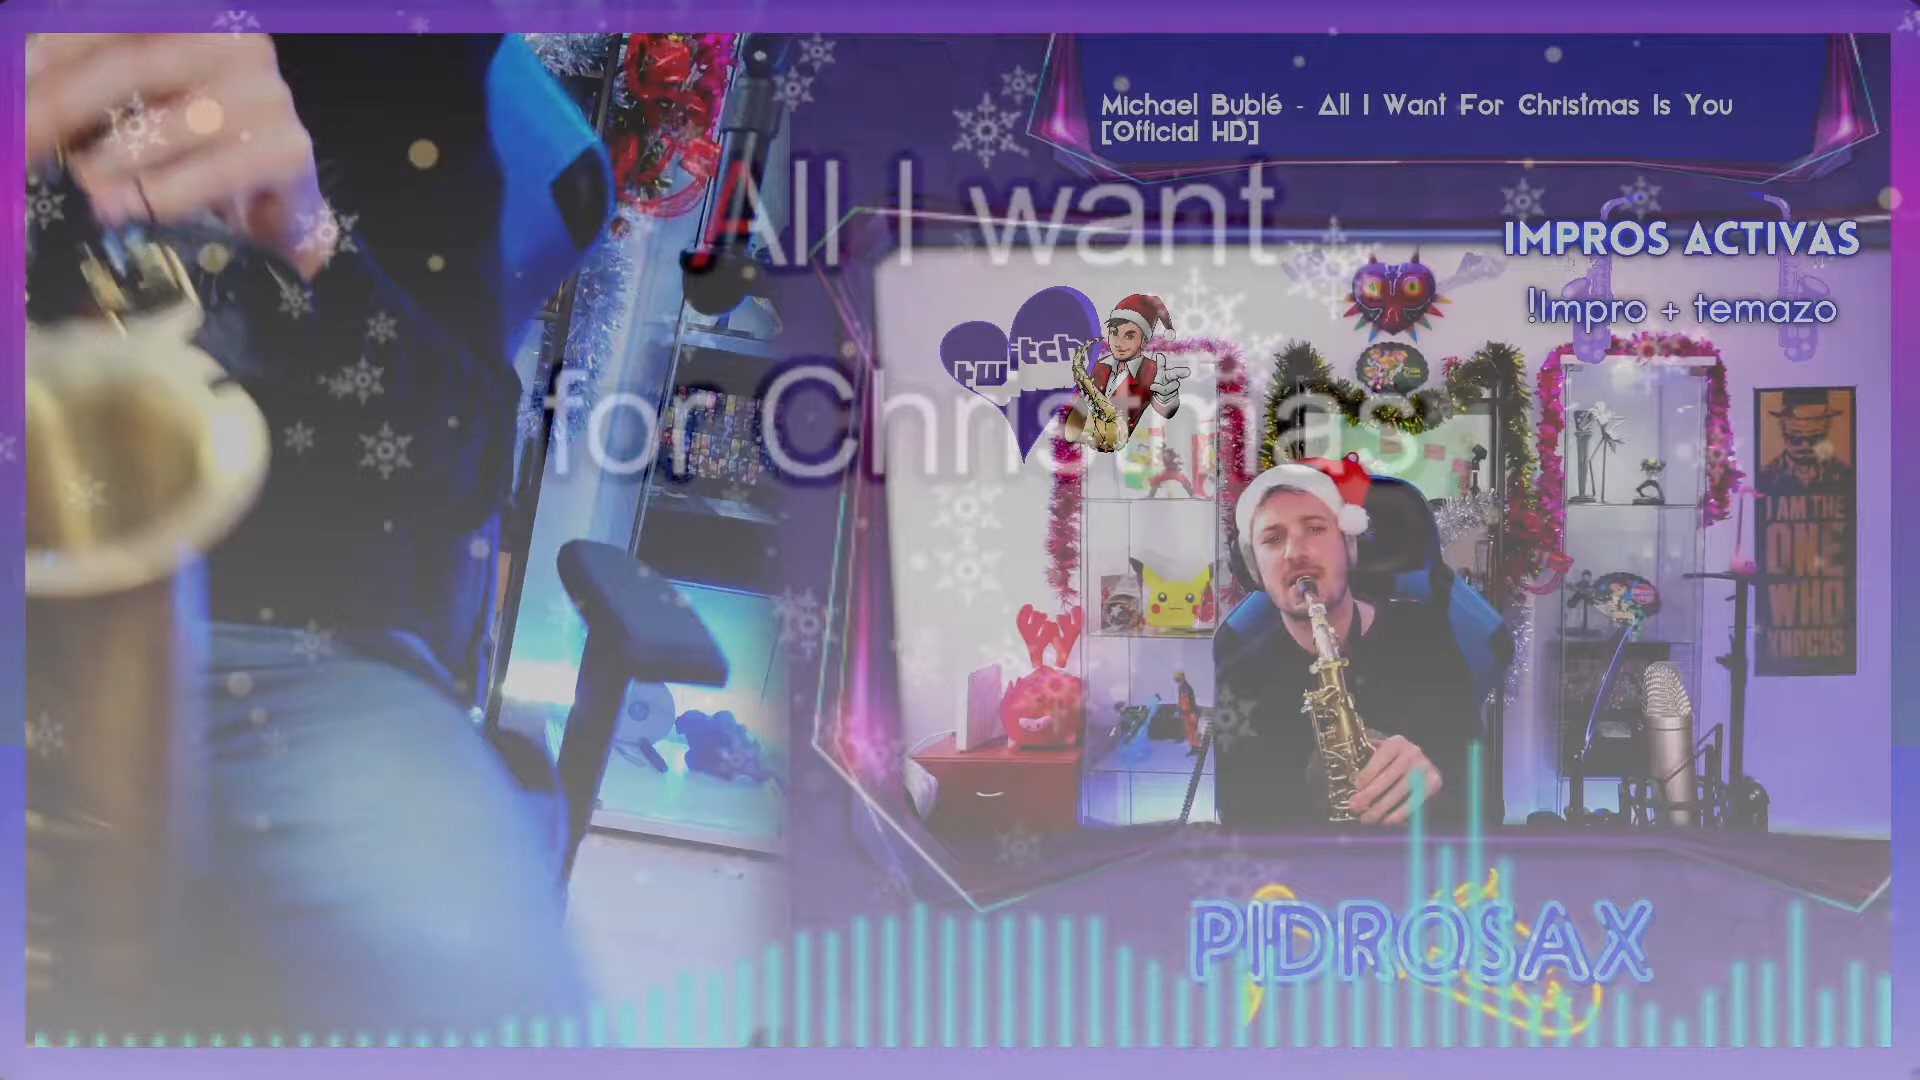 Michael Bublé - All I Want For Christmas Is You
[Official HD]
All I want
for Christmas
IMPROS ACTIVAS
!Impro + temazo
twitch
I AM THE
ONE
WHO
KNOCKS
PIDROSAX